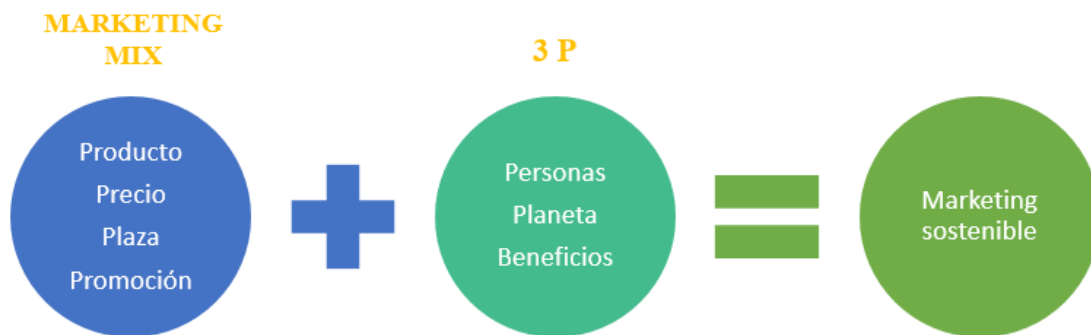 MARKETING
MIX
3 P
Producto
Precio
Plaza
Promoción
Personas
Planeta
Beneficios
Marketing
sostenible